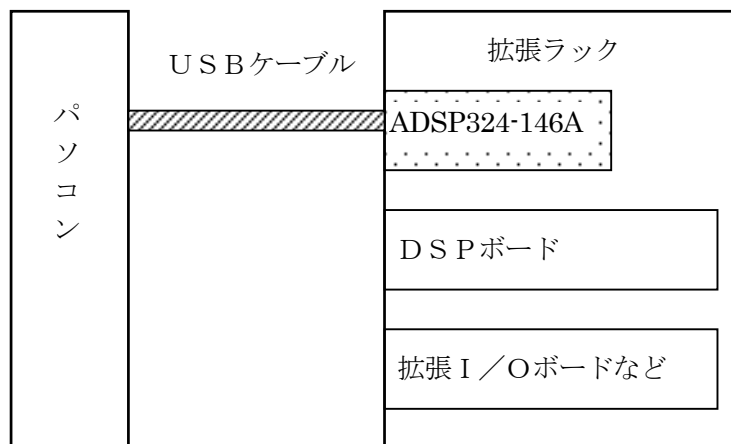 パソコン
ＵＳＢケーブル
拡張ラック
ADSP324-146A
ＤＳＰボード
拡張Ｉ／Ｏボードなど